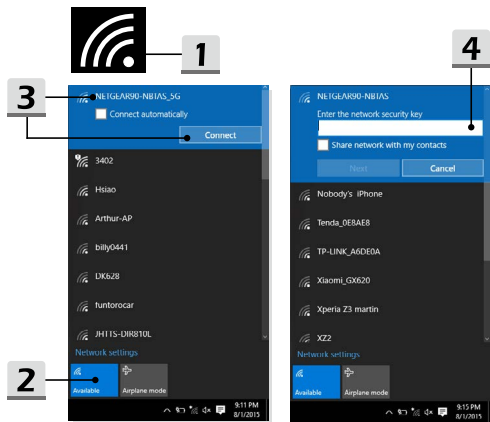 1
4
3
NETGEAR90-NBTAS_5G
Connect automatically
Connect
3402
Hsiao
Arthur-AP
billy0441
DK628
funtorocar
JHTTS-DIR810L
Network settings
2
Available
Airplane mode
9:11 PM
8/1/2015
NETGEAR90-NBTAS
Enter the network security key
Share network with my contacts
Next
Cancel
Nobody's iPhone
Tenda_0E8AE8
TP-LINK_A6DE0A
Xiaomi_GX620
Xperia Z3 martin
XZ2
Network settings
Available
Airplane mode
9:15 PM
8/1/2015